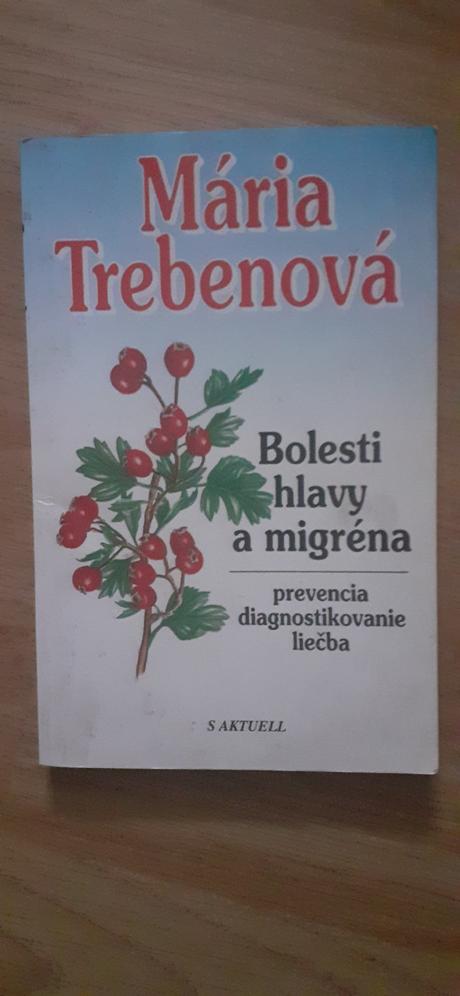 Mária
Trebenová
Bolesti
hlavy
a migréna
prevencia
diagnostikovanie
liečba
S AKTUELL